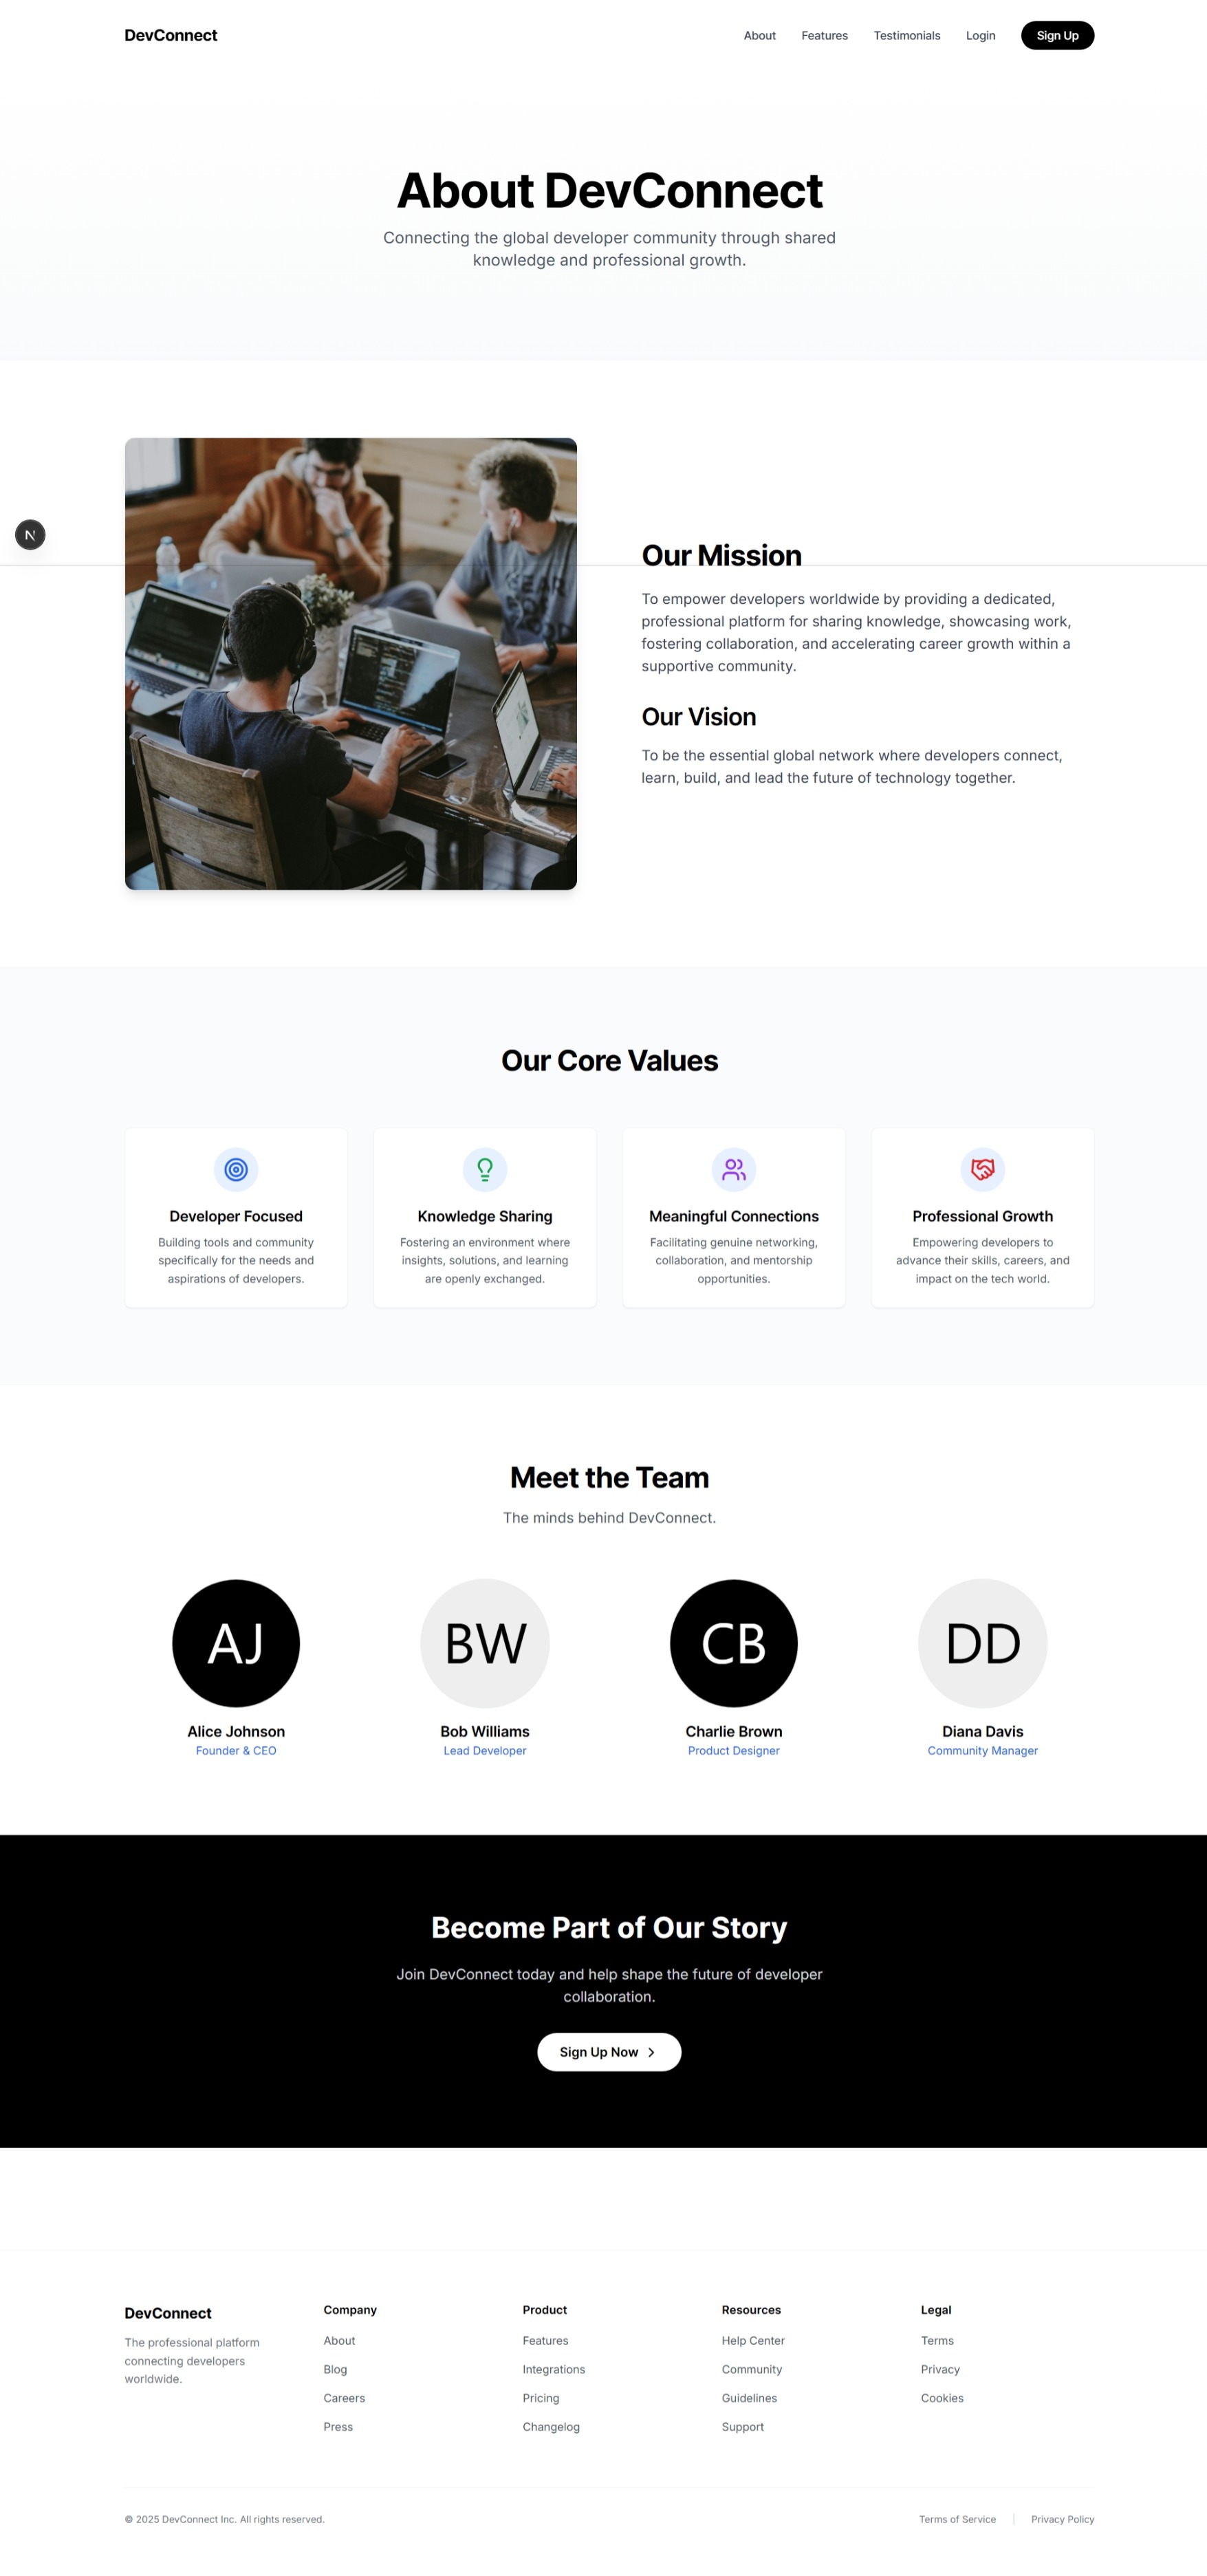 DevConnect
About
Features
Testimonials
Login
Sign Up
About DevConnect
Connecting the global developer community through shared
knowledge and professional growth.
N
Our Mission
To empower developers worldwide by providing a dedicated,
professional platform for sharing knowledge, showcasing work,
fostering collaboration, and accelerating career growth within a
supportive community.
Our Vision
To be the essential global network where developers connect,
learn, build, and lead the future of technology together.
Our Core Values
Developer Focused
Building tools and community
specifically for the needs and
aspirations of developers.
Knowledge Sharing
Fostering an environment where
insights, solutions, and learning
are openly exchanged.
Meaningful Connections
Facilitating genuine networking,
collaboration, and mentorship
opportunities.
Professional Growth
Empowering developers to
advance their skills, careers, and
impact on the tech world.
Meet the Team
The minds behind DevConnect.
AJ
Alice Johnson
Founder & CEO
BW
Bob Williams
Lead Developer
CB
Charlie Brown
Product Designer
DD
Diana Davis
Community Manager
Become Part of Our Story
Join DevConnect today and help shape the future of developer
collaboration.
Sign Up Now
DevConnect
The professional platform
connecting developers
worldwide.
Company
About
Blog
Careers
Press
Product
Features
Integrations
Pricing
Changelog
Resources
Help Center
Community
Guidelines
Support
Legal
Terms
Privacy
Cookies
© 2025 DevConnect Inc. All rights reserved.
Terms of Service
Privacy Policy